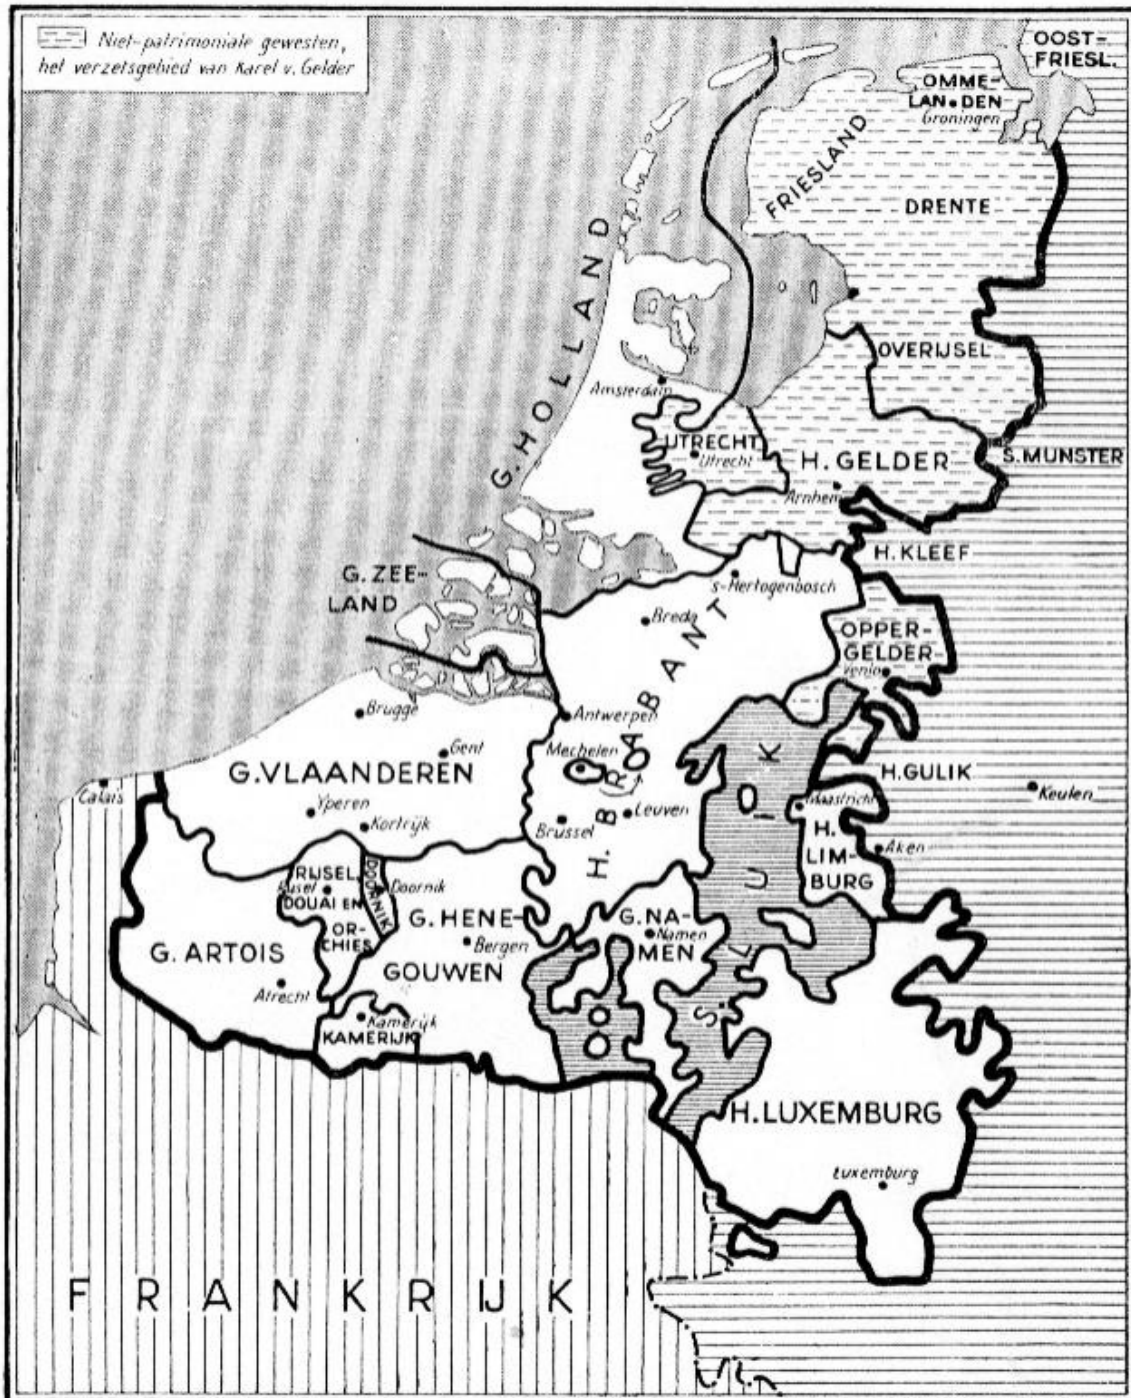 Niet-patrimoniale gewesten,
het verzetsgebied van Karel v. Gelder
OOST-
FRIESL.
OMME-
LAN•DEN
Groningen
FRIESLAND
DRENTE
G. HOLLAND
OVERIJSEL
Amsterdam
UTRECHT
Utrecht
H. GELDER
S. MUNSTER
Arnhem
H. KLEEF
G. ZEE-
LAND
s-Hertogenbosch
Breda
OPPER-
GELDER
Venlo
Brugge
Antwerpen
Gent
Mechelen
H. BRABANT
G. VLAANDEREN
H. GULIK
Calais
Keulen
Yperen
Kortrijk
Brussel
Leuven
Maastricht
H.
LIM-
BURG
Aken
S. LUIK
RIJSEL
Rijsel
DOUAI EN
OR-
CHIES
DOORNIK
Doornik
G. HENE-
GOUWEN
Bergen
G. NA-
MEN
Namen
G. ARTOIS
Atrecht
Kamerijk
KAMERIJK
H. LUXEMBURG
Luxemburg
FRANKRIJK